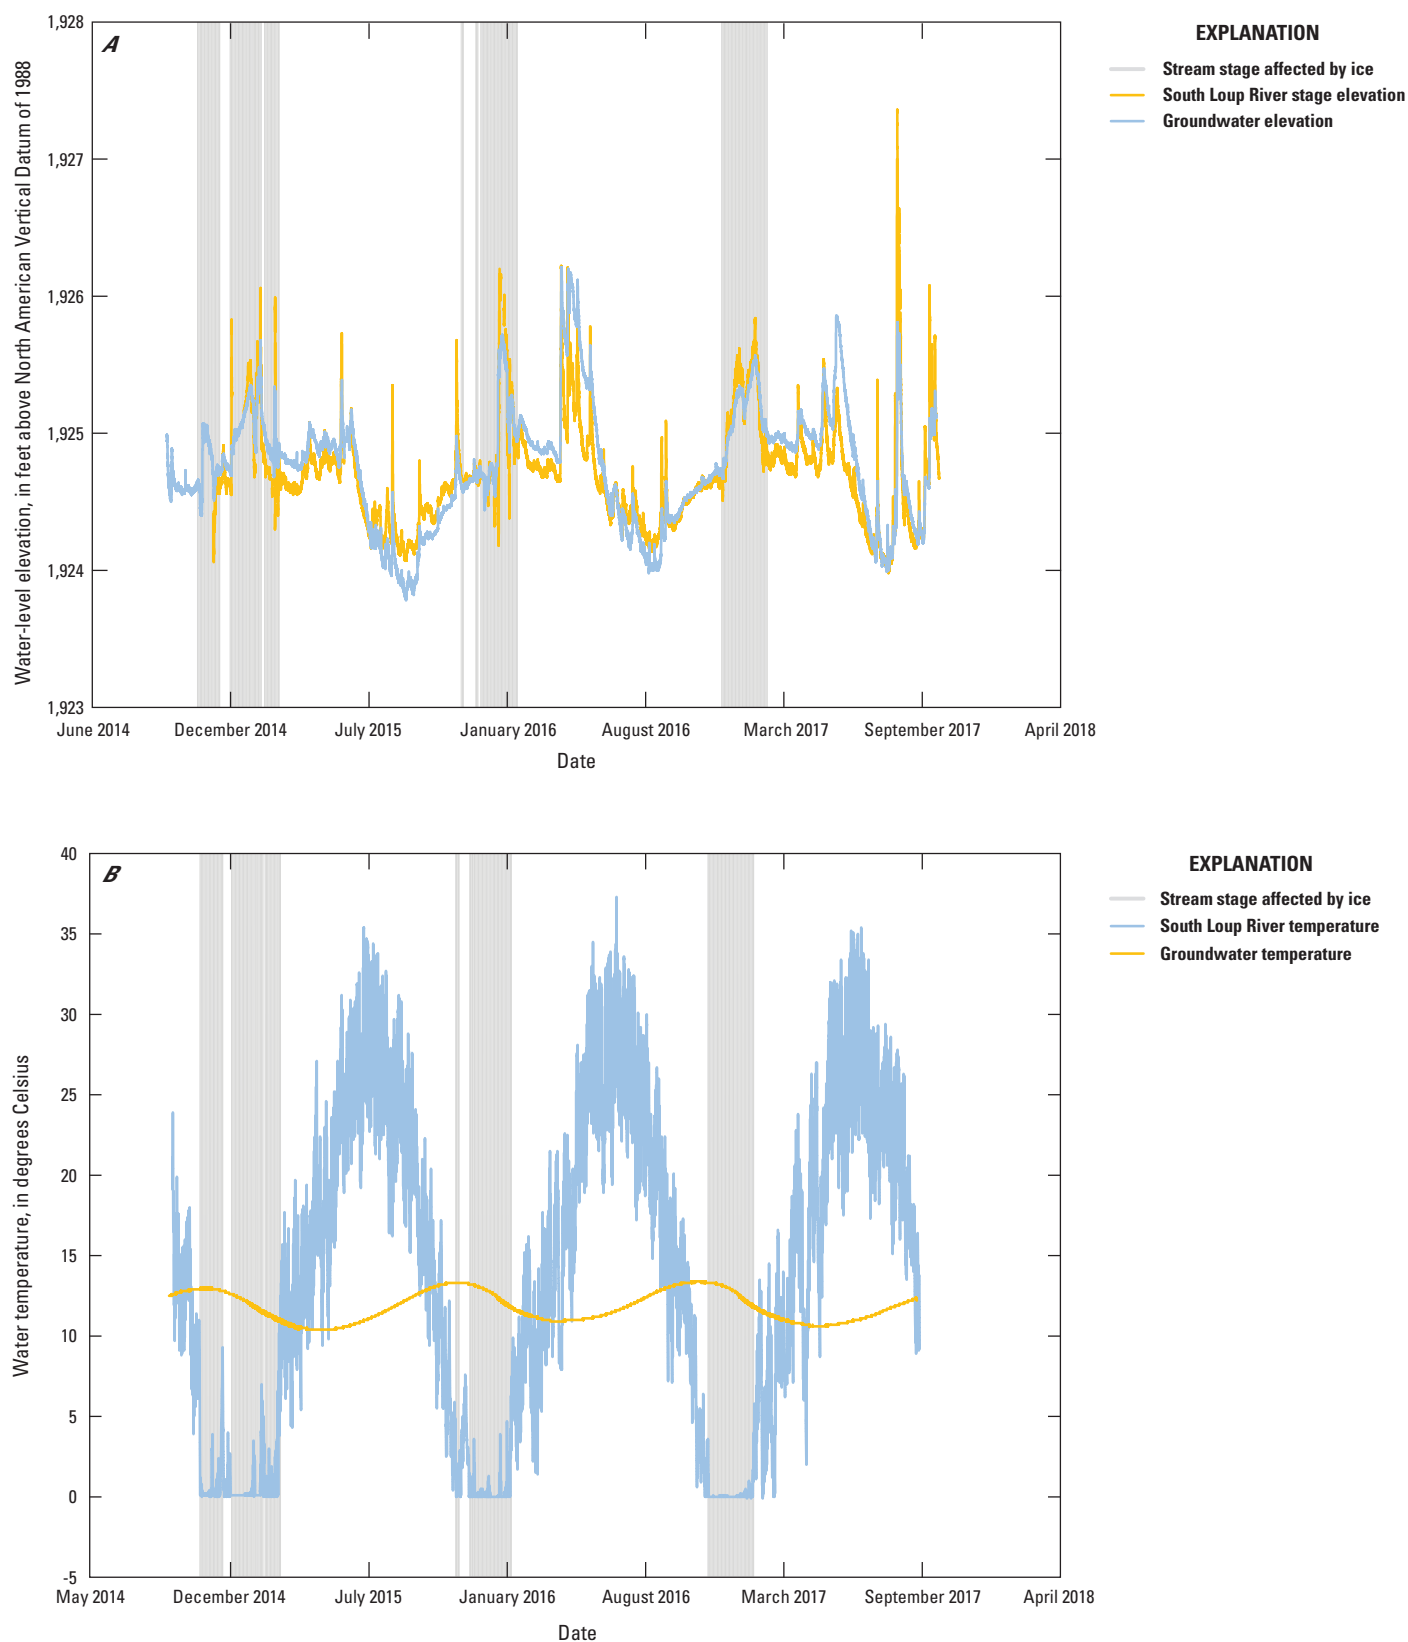 A
Water-level elevation, in feet above North American Vertical Datum of 1988
1,928
1,927
1,926
1,925
1,924
1,923
June 2014 December 2014 July 2015 January 2016 August 2016 March 2017 September 2017 April 2018
Date
EXPLANATION
Stream stage affected by ice
South Loup River stage elevation
Groundwater elevation
B
Water temperature, in degrees Celsius
40
35
30
25
20
15
10
5
0
-5
May 2014 December 2014 July 2015 January 2016 August 2016 March 2017 September 2017 April 2018
Date
EXPLANATION
Stream stage affected by ice
South Loup River temperature
Groundwater temperature